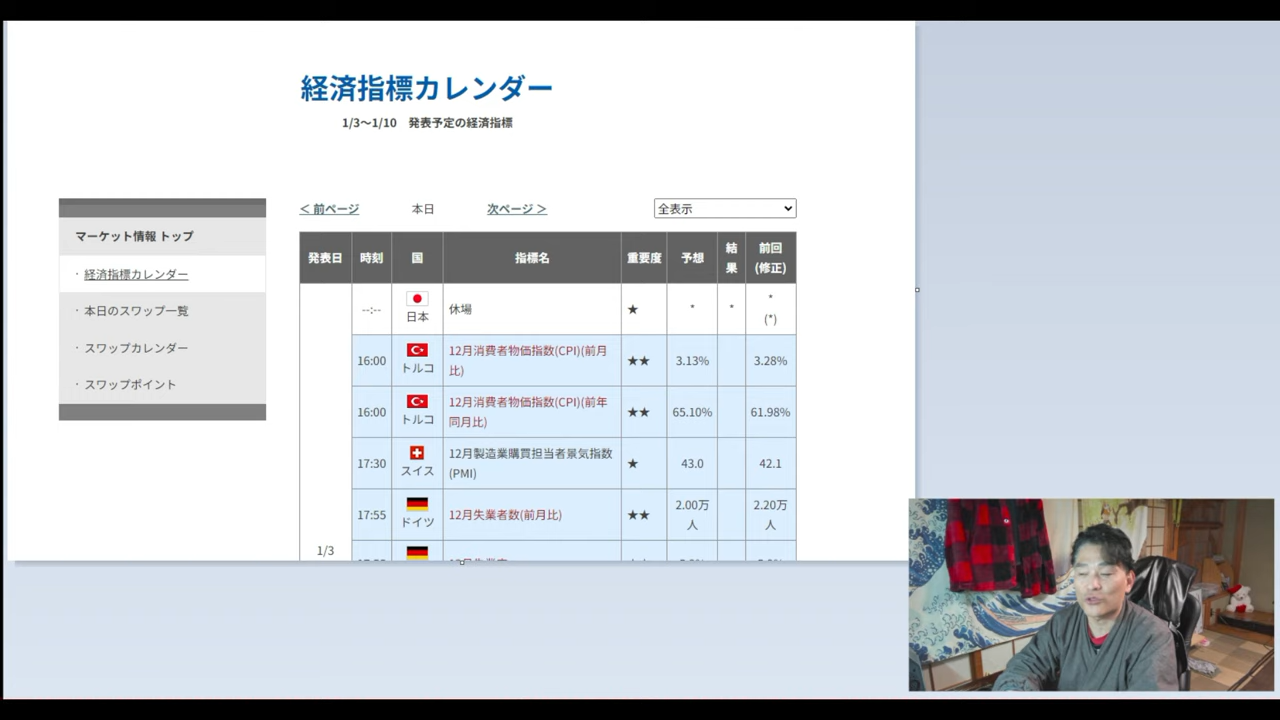 経済指標カレンダー
1/3～1/10　発表予定の経済指標
マーケット情報 トップ
・経済指標カレンダー
・本日のスワップ一覧
・スワップカレンダー
・スワップポイント
＜ 前ページ 本日 次ページ ＞ 全表示
発表日 時刻 国 指標名 重要度 予想 結果 前回(修正)
1/3
--:-- 日本 休場 ★ * * * (*)
16:00 トルコ 12月消費者物価指数(CPI)(前月比) ★★ 3.13% 3.28%
16:00 トルコ 12月消費者物価指数(CPI)(前年同月比) ★★ 65.10% 61.98%
17:30 スイス 12月製造業購買担当者景気指数(PMI) ★ 43.0 42.1
17:55 ドイツ 12月失業者数(前月比) ★★ 2.00万人 2.20万人